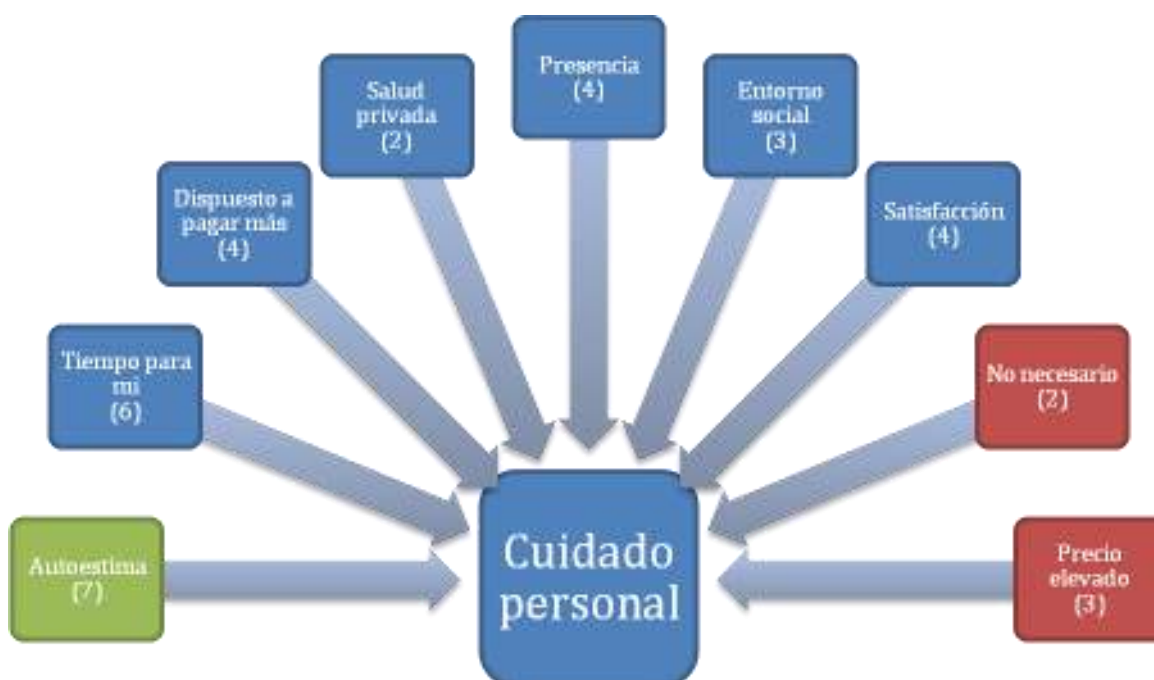 Presencia
(4)
Salud
privada
(2)
Entorno
social
(3)
Dispuesto a
pagar más
(4)
Satisfacción
(4)
Tiempo para
mi
(6)
No necesario
(2)
Autoestima
(7)
Cuidado
personal
Precio
elevado
(3)